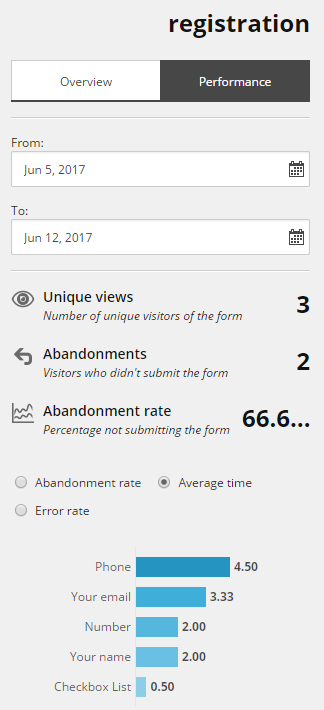 registration
Overview
Performance
From:
Jun 5, 2017
To:
Jun 12, 2017
Unique views
Number of unique visitors of the form
3
Abandonments
Visitors who didn't submit the form
2
Abandonment rate
Percentage not submitting the form
66.6...
Abandonment rate
Average time
Error rate
Phone 4.50
Your email 3.33
Number 2.00
Your name 2.00
Checkbox List 0.50